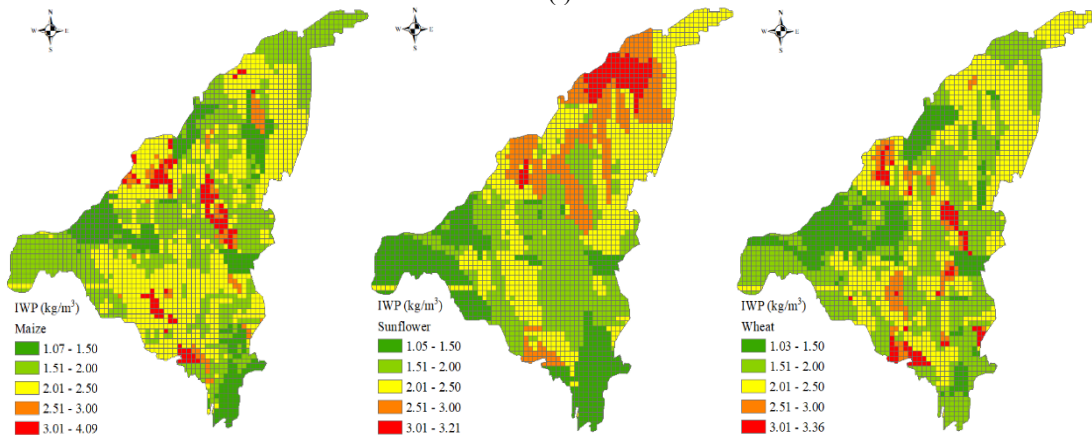 N
W E
S
N
W E
S
N
W E
S
IWP (kg/m³)
Maize
1.07 - 1.50
1.51 - 2.00
2.01 - 2.50
2.51 - 3.00
3.01 - 4.09
IWP (kg/m³)
Sunflower
1.05 - 1.50
1.51 - 2.00
2.01 - 2.50
2.51 - 3.00
3.01 - 3.21
IWP (kg/m³)
Wheat
1.03 - 1.50
1.51 - 2.00
2.01 - 2.50
2.51 - 3.00
3.01 - 3.36